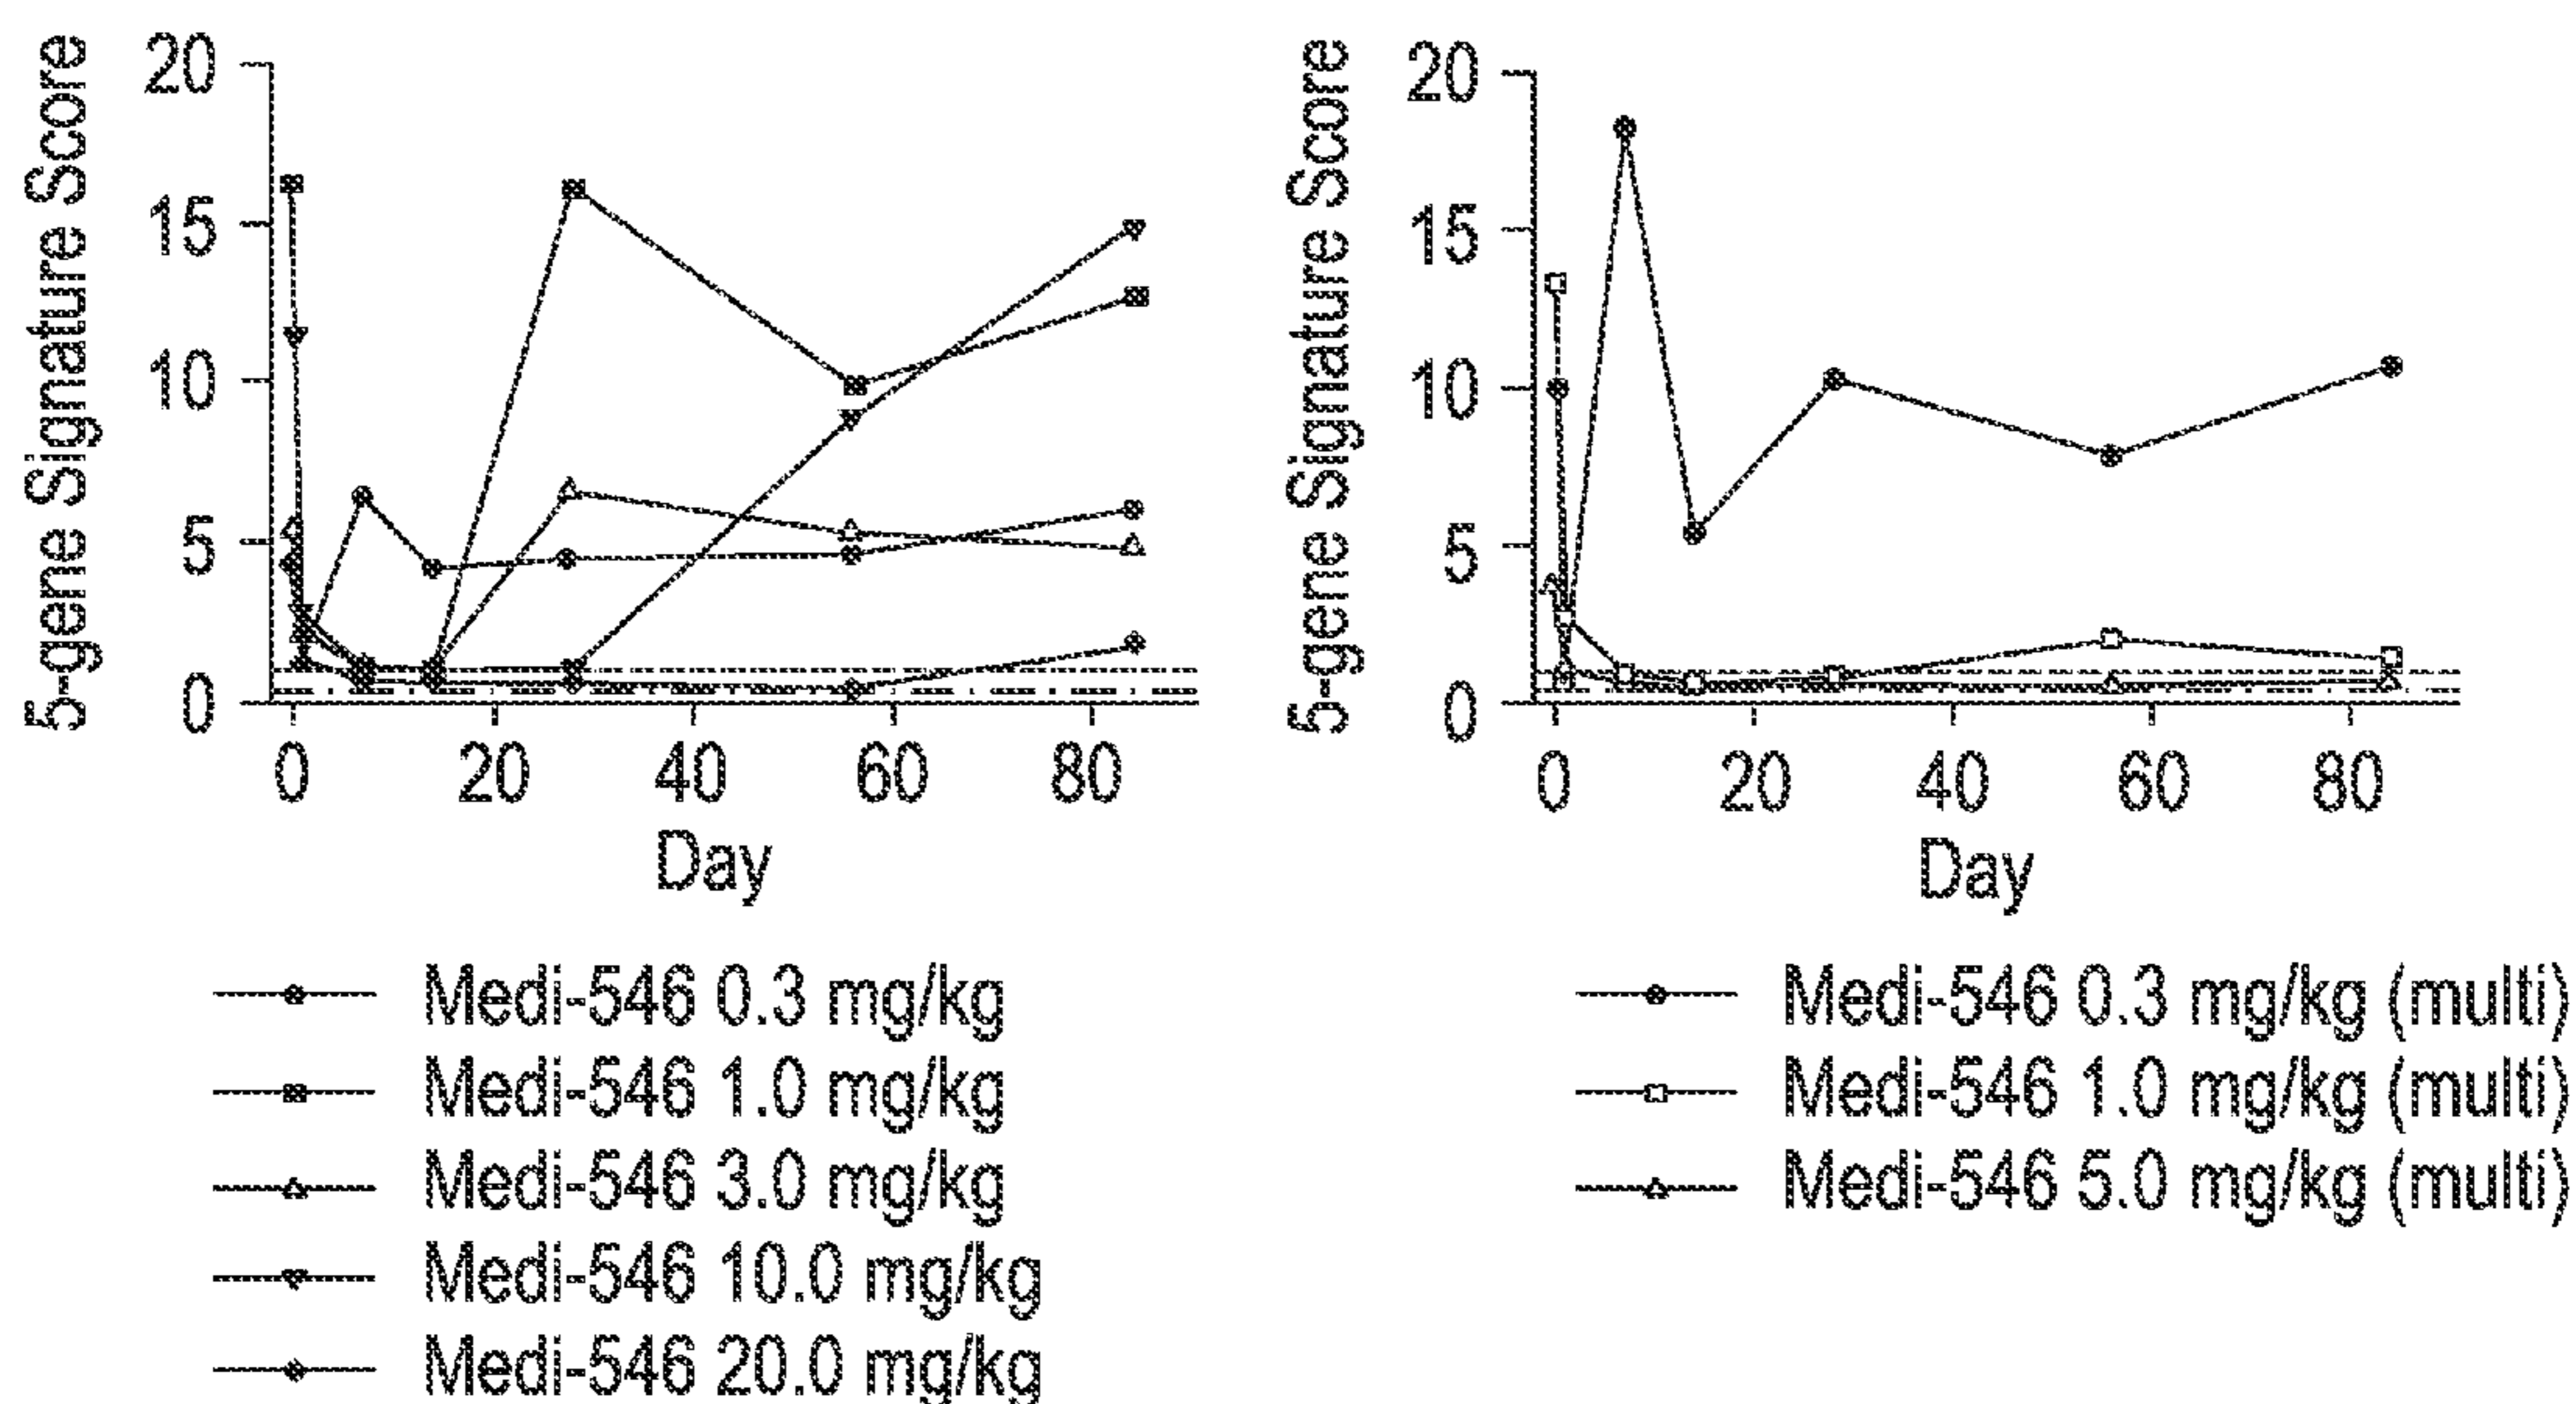 5-gene Signature Score
20
15
10
5
0
0 20 40 60 80
Day
Medi-546 0.3 mg/kg
Medi-546 1.0 mg/kg
Medi-546 3.0 mg/kg
Medi-546 10.0 mg/kg
Medi-546 20.0 mg/kg
5-gene Signature Score
20
15
10
5
0
0 20 40 60 80
Day
Medi-546 0.3 mg/kg (multi)
Medi-546 1.0 mg/kg (multi)
Medi-546 5.0 mg/kg (multi)